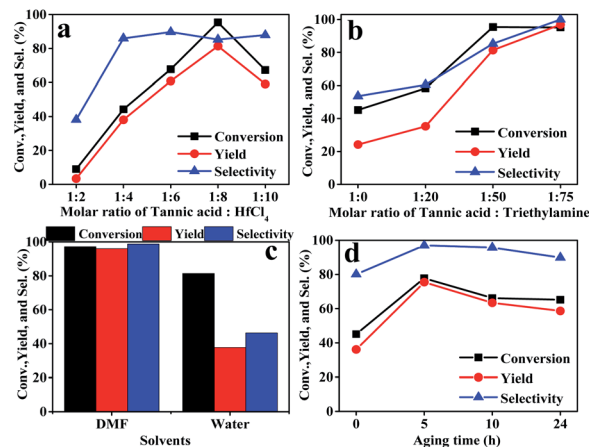 a
Conv.,Yield, and Sel. (%)
100
80
60
40
20
0
Conversion
Yield
Selectivity
1:2 1:4 1:6 1:8 1:10
Molar ratio of Tannic acid : HfCl4
b
Conv.,Yield, and Sel. (%)
100
80
60
40
20
0
Conversion
Yield
Selectivity
1:0 1:20 1:50 1:75
Molar ratio of Tannic acid : Triethylamine
Conversion Yield Selectivity
c
Conv.,Yield, and Sel. (%)
100
80
60
40
20
0
DMF Water
Solvents
d
Conv.,Yield, and Sel. (%)
100
80
60
40
20
0
Conversion
Yield
Selectivity
0 5 10 24
Aging time (h)